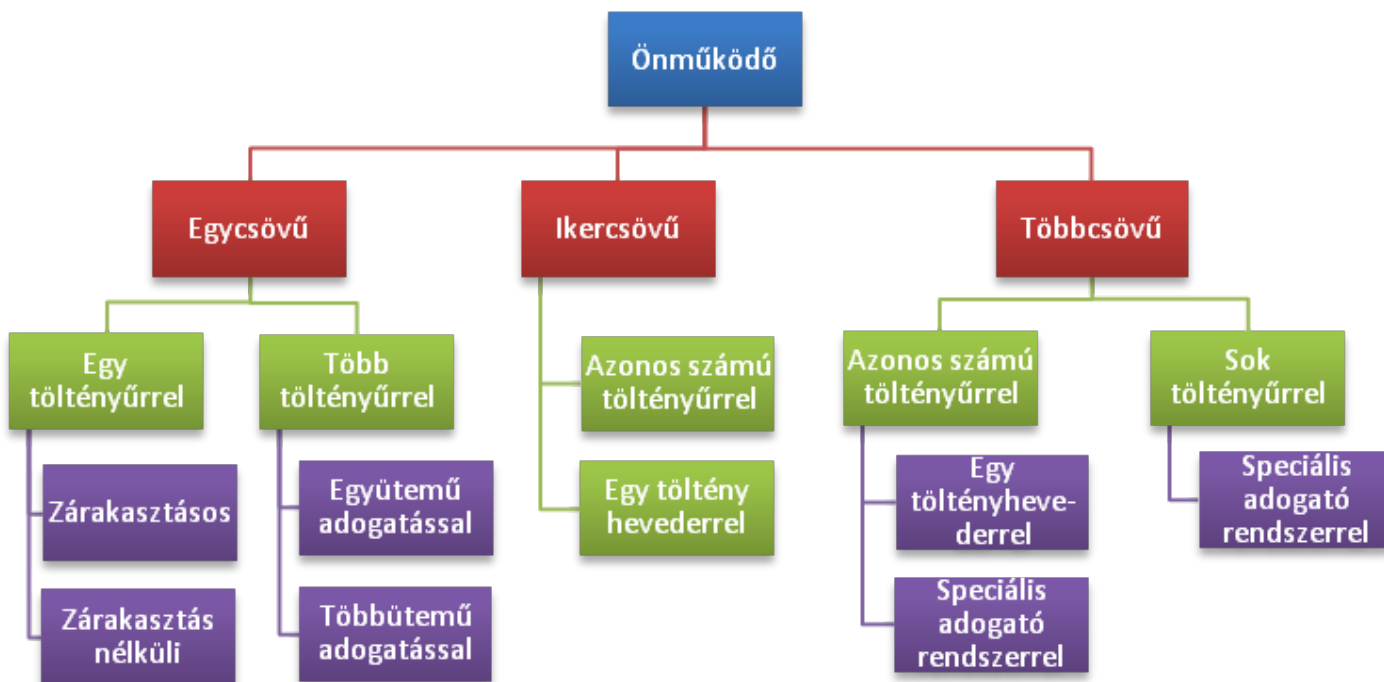 Önműködő
Egycsövű
Ikercsövű
Többcsövű
Egy
töltényűrrel
Több
töltényűrrel
Azonos számú
töltényűrrel
Azonos számú
töltényűrrel
Sok
töltényűrrel
Zárakasztásos
Együtemű
adogatással
Egy töltény
hevederrel
Egy
töltényheve-
derrel
Speciális
adogató
rendszerrel
Zárakasztás
nélküli
Többütemű
adogatással
Speciális
adogató
rendszerrel